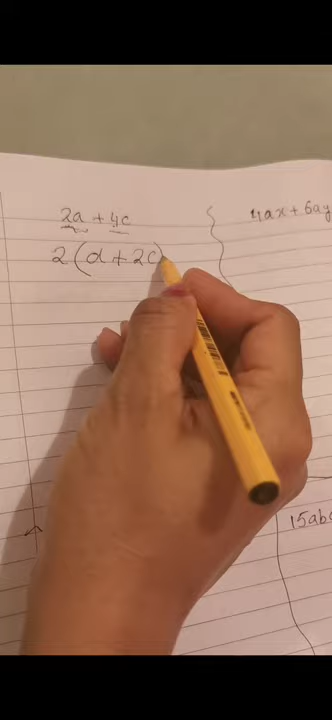 2a + 4c
2(a + 2c)
4ax + 6ay
15abc